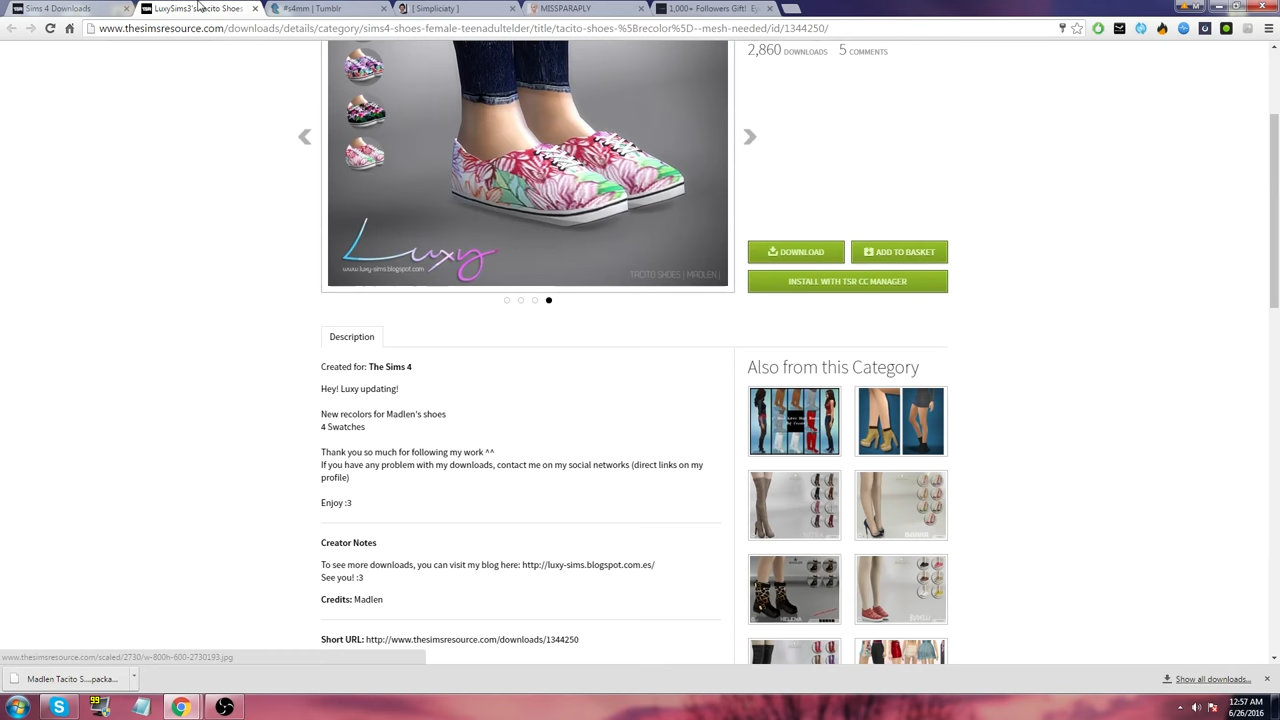 TSR Sims 4 Downloads
TSR LuxySims3's Tacito Shoes
#s4mm | Tumblr
[ Simpliciaty ]
MISSPARAPLY
1,000+ Followers Gift!
M
www.thesimsresource.com/downloads/details/category/sims4-shoes-female-teenadultelder/title/tacito-shoes-%5Brecolor%5D--mesh-needed/id/1344250/
2,860 DOWNLOADS 5 COMMENTS
Luxy
www.luxy-sims.blogspot.com
TACITO SHOES | MADLEN |
DOWNLOAD
ADD TO BASKET
INSTALL WITH TSR CC MANAGER
Description
Created for: The Sims 4
Hey! Luxy updating!
New recolors for Madlen's shoes
4 Swatches
Thank you so much for following my work ^^
If you have any problem with my downloads, contact me on my social networks (direct links on my
profile)
Enjoy :3
Creator Notes
To see more downloads, you can visit my blog here: http://luxy-sims.blogspot.com.es/
See you! :3
Credits: Madlen
Short URL: http://www.thesimsresource.com/downloads/1344250
Also from this Category
HELENA
www.thesimsresource.com/scaled/2730/w-800h-600-2730193.jpg
Madlen Tacito S....packa...
Show all downloads...
99
12:57 AM
6/26/2016